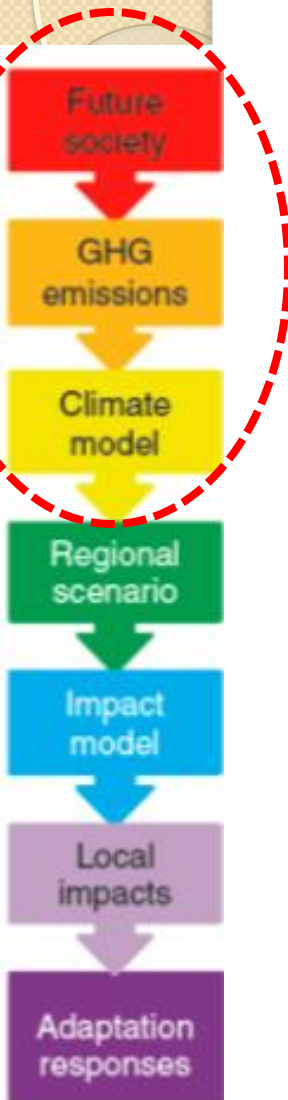 Future
society
GHG
emissions
Climate
model
Regional
scenario
Impact
model
Local
impacts
Adaptation
responses